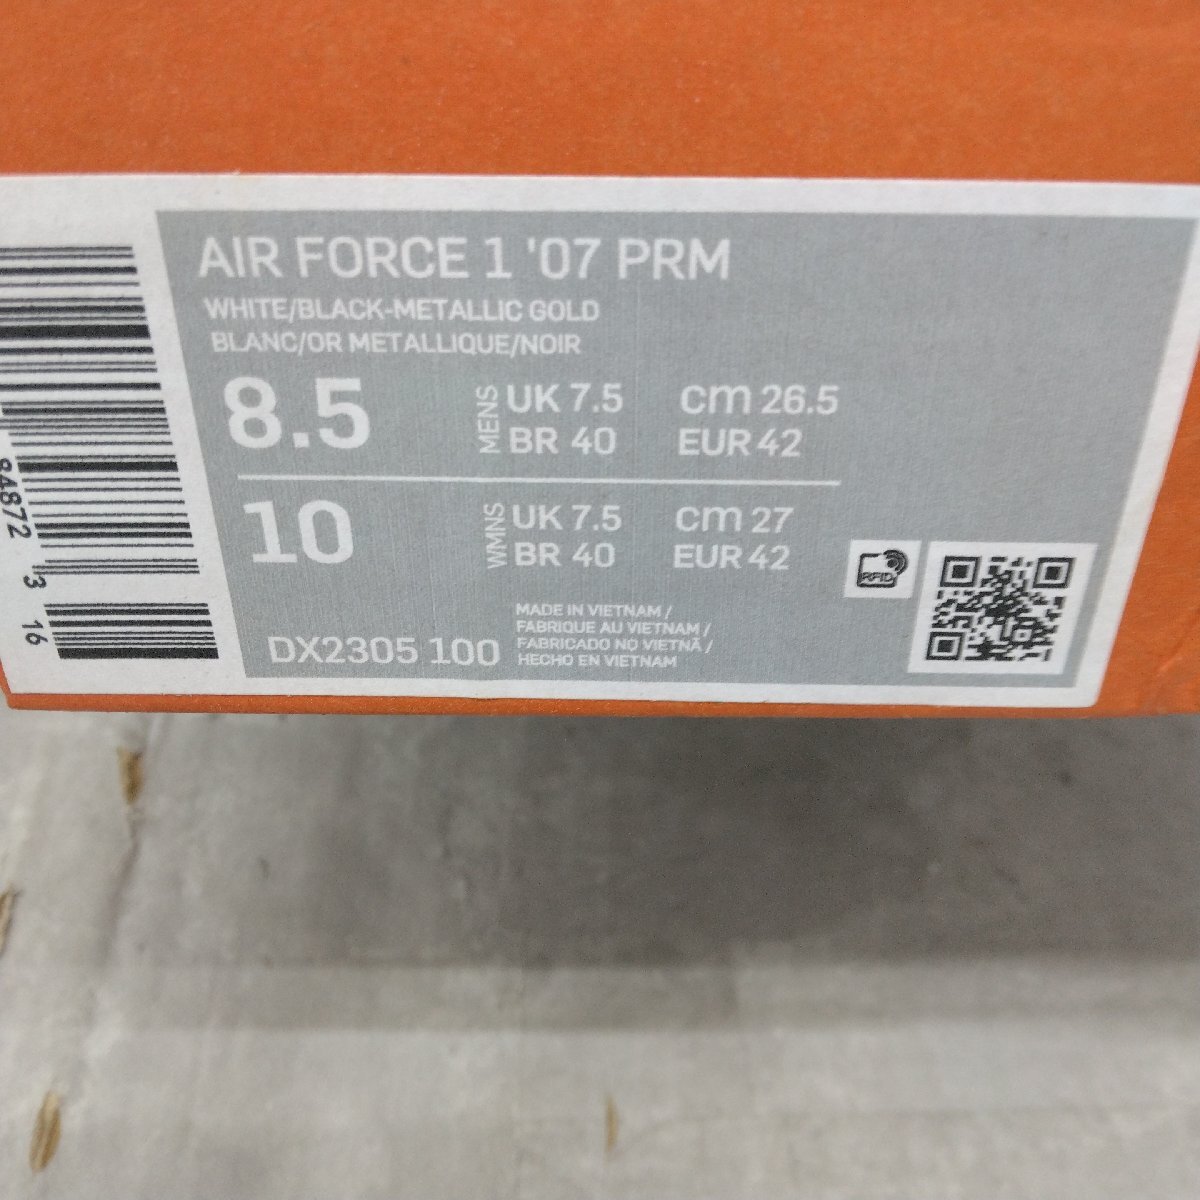 AIR FORCE 1 '07 PRM
WHITE/BLACK-METALLIC GOLD
BLANC/OR METALLIQUE/NOIR
8.5
MENS
UK 7.5
cm 26.5
BR 40
EUR 42
10
WMNS
UK 7.5
cm 27
BR 40
EUR 42
RFID
DX2305 100
MADE IN VIETNAM /
FABRIQUE AU VIETNAM /
FABRICADO NO VIETNÃ /
HECHO EN VIETNAM
84872 3
16